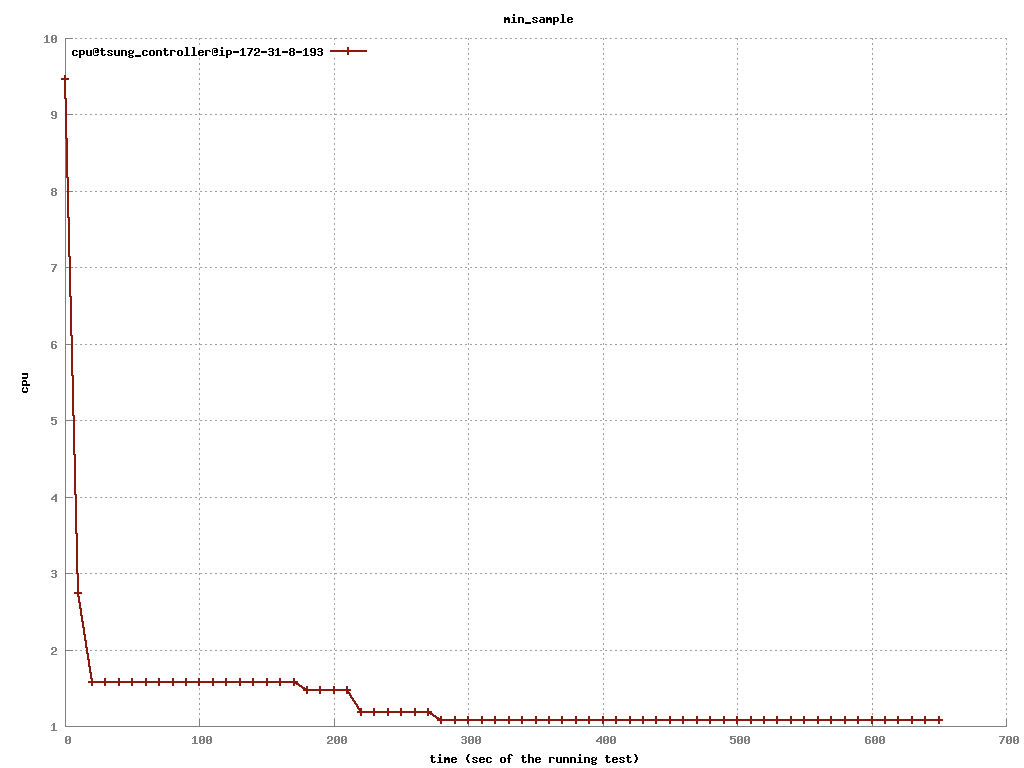 min_sample
10
cpu@tsung_controller@ip-172-31-8-193
9
8
7
6
cpu
5
4
3
2
1
0 100 200 300 400 500 600 700
time (sec of the running test)